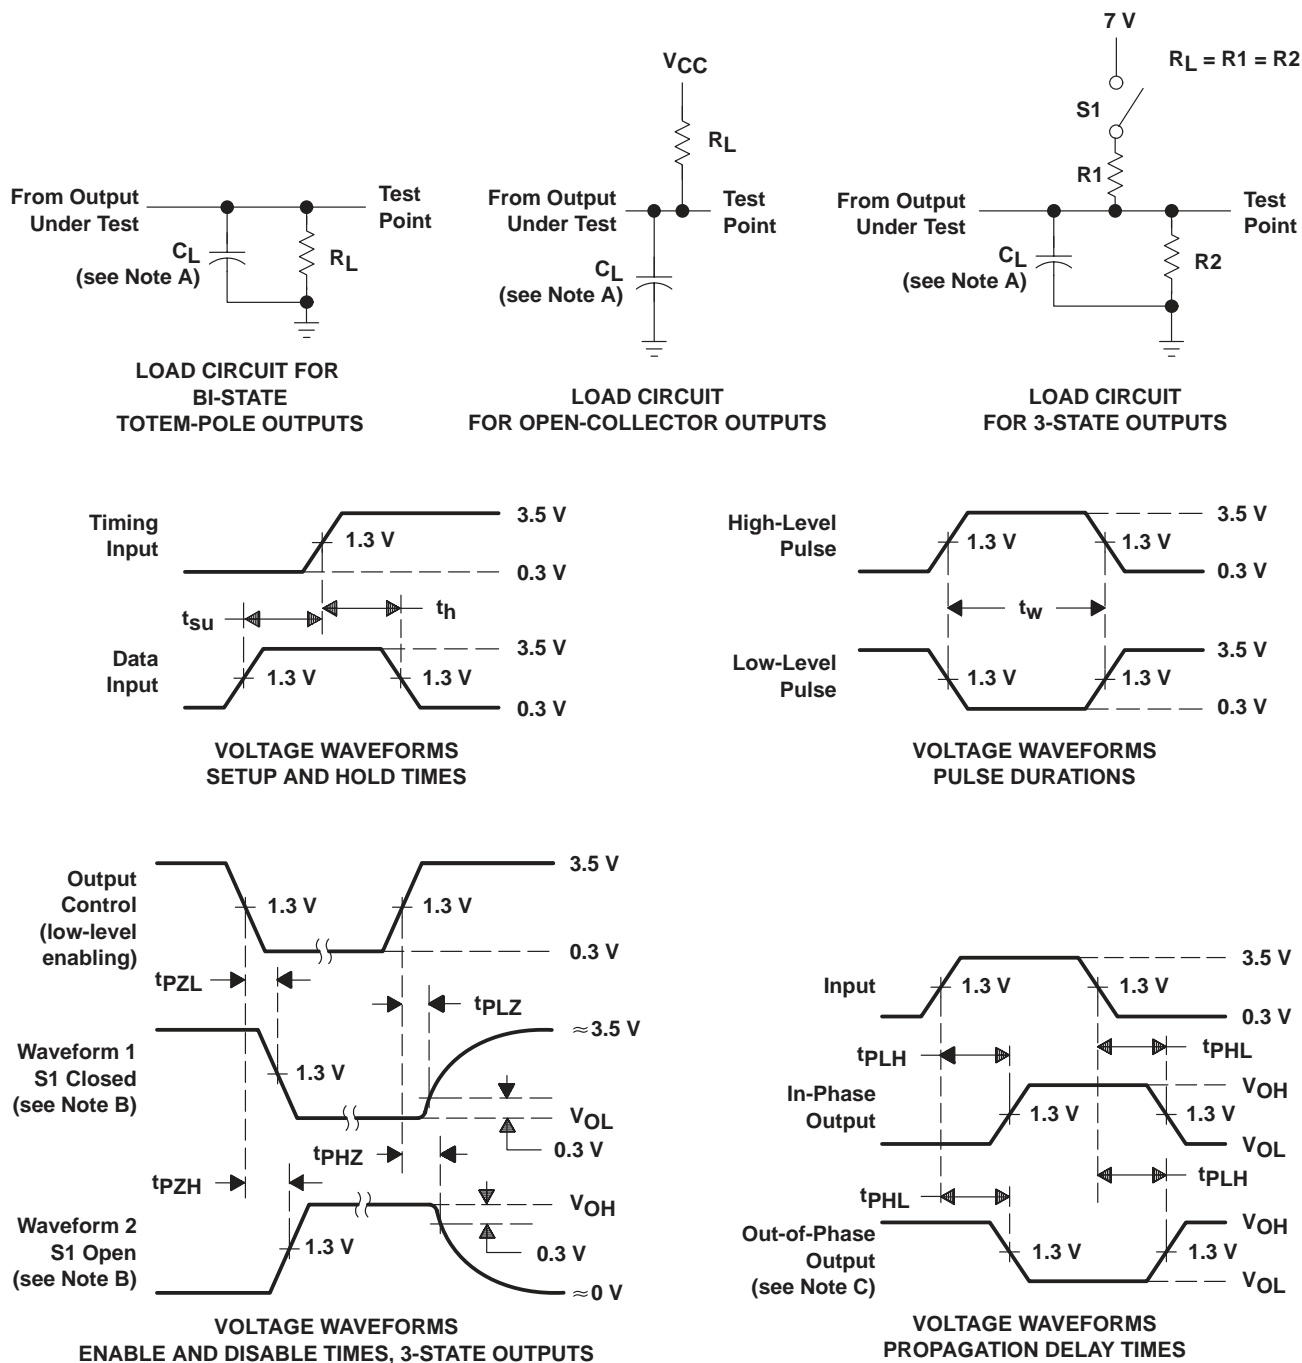 7 V
RL = R1 = R2
S1
R1
From Output
Under Test
Test
Point
CL
(see Note A)
R2
LOAD CIRCUIT
FOR 3-STATE OUTPUTS
VCC
RL
From Output
Under Test
Test
Point
CL
(see Note A)
LOAD CIRCUIT
FOR OPEN-COLLECTOR OUTPUTS
From Output
Under Test
Test
Point
CL
(see Note A)
RL
LOAD CIRCUIT FOR
BI-STATE
TOTEM-POLE OUTPUTS
Timing
Input
1.3 V
3.5 V
0.3 V
tsu
th
Data
Input
1.3 V
1.3 V
3.5 V
0.3 V
VOLTAGE WAVEFORMS
SETUP AND HOLD TIMES
High-Level
Pulse
1.3 V
1.3 V
3.5 V
0.3 V
tw
Low-Level
Pulse
1.3 V
1.3 V
3.5 V
0.3 V
VOLTAGE WAVEFORMS
PULSE DURATIONS
Output
Control
(low-level
enabling)
1.3 V
1.3 V
3.5 V
0.3 V
tPZL
tPLZ
Waveform 1
S1 Closed
(see Note B)
1.3 V
≈3.5 V
VOL
0.3 V
tPZH
tPHZ
Waveform 2
S1 Open
(see Note B)
1.3 V
VOH
0.3 V
≈0 V
VOLTAGE WAVEFORMS
ENABLE AND DISABLE TIMES, 3-STATE OUTPUTS
Input
1.3 V
1.3 V
3.5 V
0.3 V
tPLH
tPHL
In-Phase
Output
1.3 V
1.3 V
VOH
VOL
tPHL
tPLH
Out-of-Phase
Output
(see Note C)
1.3 V
1.3 V
VOH
VOL
VOLTAGE WAVEFORMS
PROPAGATION DELAY TIMES